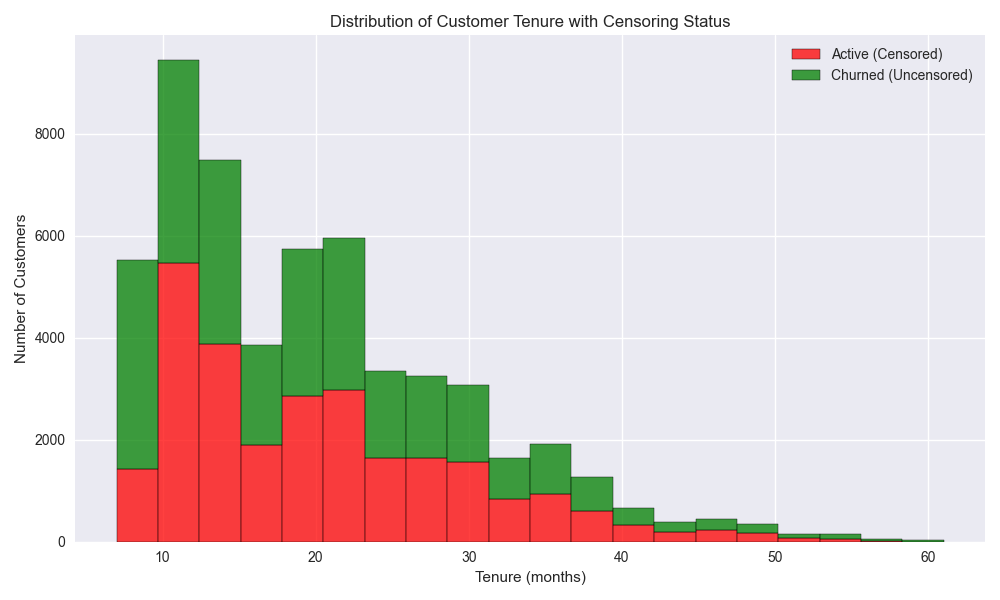 Distribution of Customer Tenure with Censoring Status
Active (Censored)
Churned (Uncensored)
Number of Customers
8000
6000
4000
2000
0
10 20 30 40 50 60
Tenure (months)